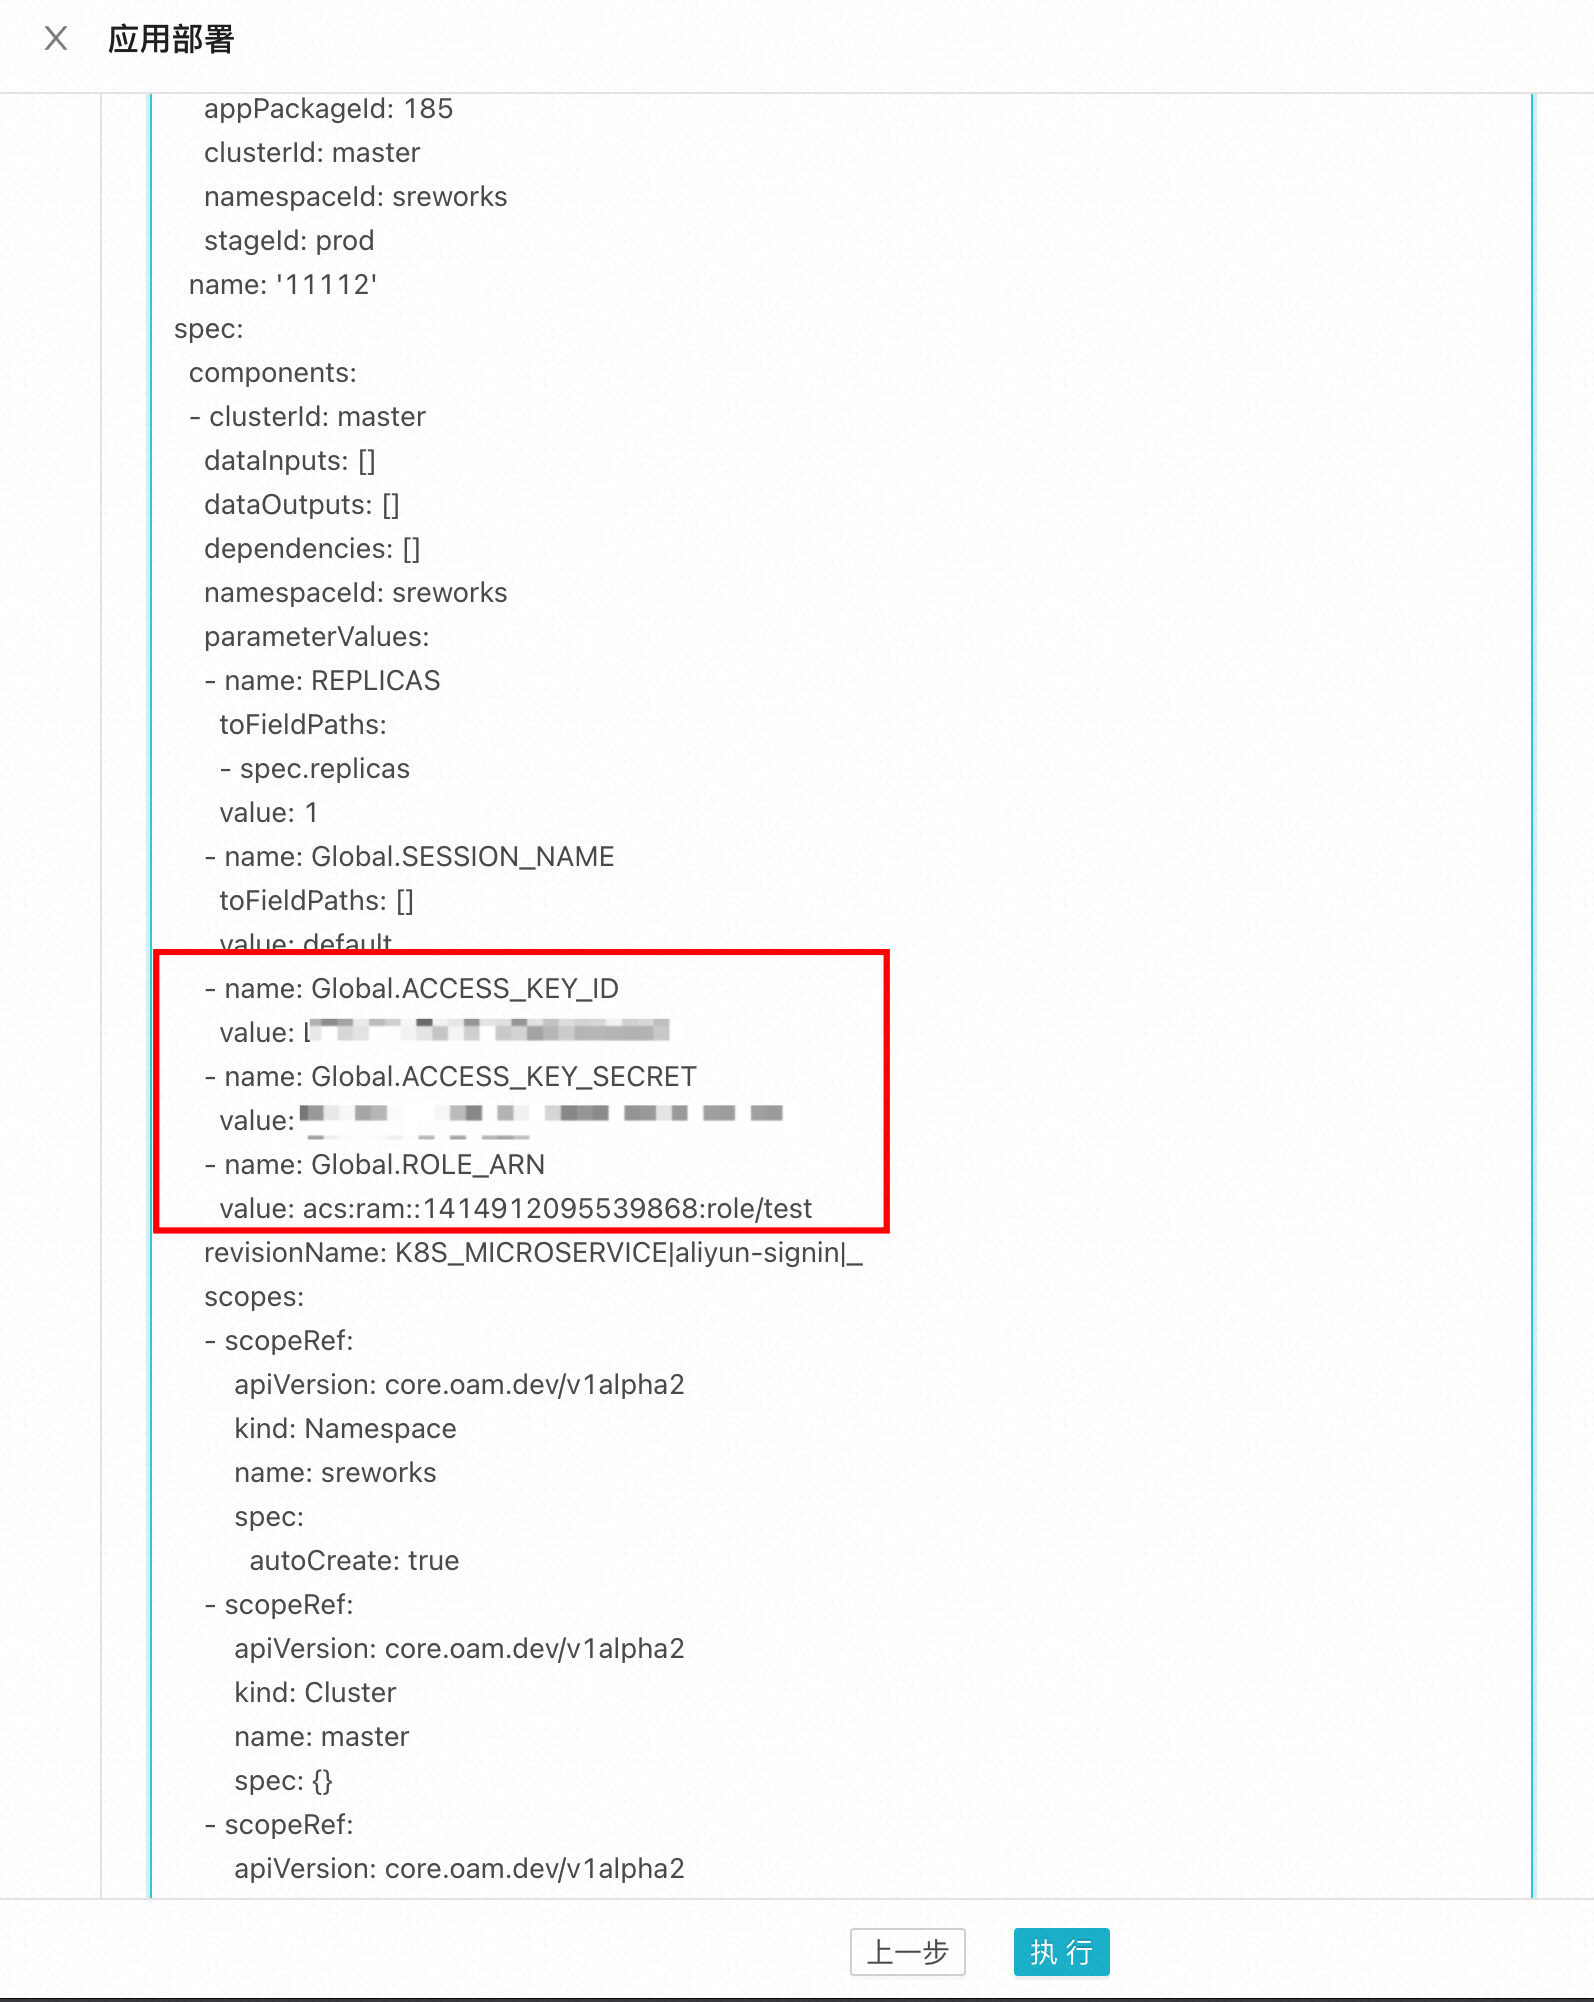 应用部署
appPackageId: 185
clusterId: master
namespaceId: sreworks
stageId: prod
name: '11112'
spec:
components:
- clusterId: master
dataInputs: []
dataOutputs: []
dependencies: []
namespaceId: sreworks
parameterValues:
- name: REPLICAS
toFieldPaths:
- spec.replicas
value: 1
- name: Global.SESSION_NAME
toFieldPaths: []
value: default
- name: Global.ACCESS_KEY_ID
value:
- name: Global.ACCESS_KEY_SECRET
value:
- name: Global.ROLE_ARN
value: acs:ram::1414912095539868:role/test
revisionName: K8S_MICROSERVICE|aliyun-signin|_
scopes:
- scopeRef:
apiVersion: core.oam.dev/v1alpha2
kind: Namespace
name: sreworks
spec:
autoCreate: true
- scopeRef:
apiVersion: core.oam.dev/v1alpha2
kind: Cluster
name: master
spec: {}
- scopeRef:
apiVersion: core.oam.dev/v1alpha2
上一步 执 行